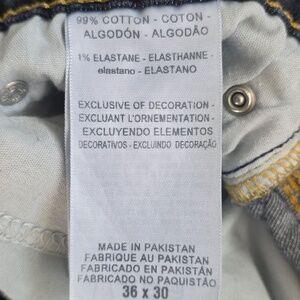 99% COTTON - COTON -
ALGODÓN - ALGODÃO
1% ELASTANE - ELASTHANNE -
elastano - ELASTANO
EXCLUSIVE OF DECORATION -
EXCLUANT L'ORNEMENTATION -
EXCLUYENDO ELEMENTOS
DECORATIVOS - EXCLUINDO DECORAÇÃO
MADE IN PAKISTAN
FABRIQUE AU PAKISTAN
FABRICADO EN PAKISTÁN
FABRICADO NO PAQUISTÃO
36 x 30